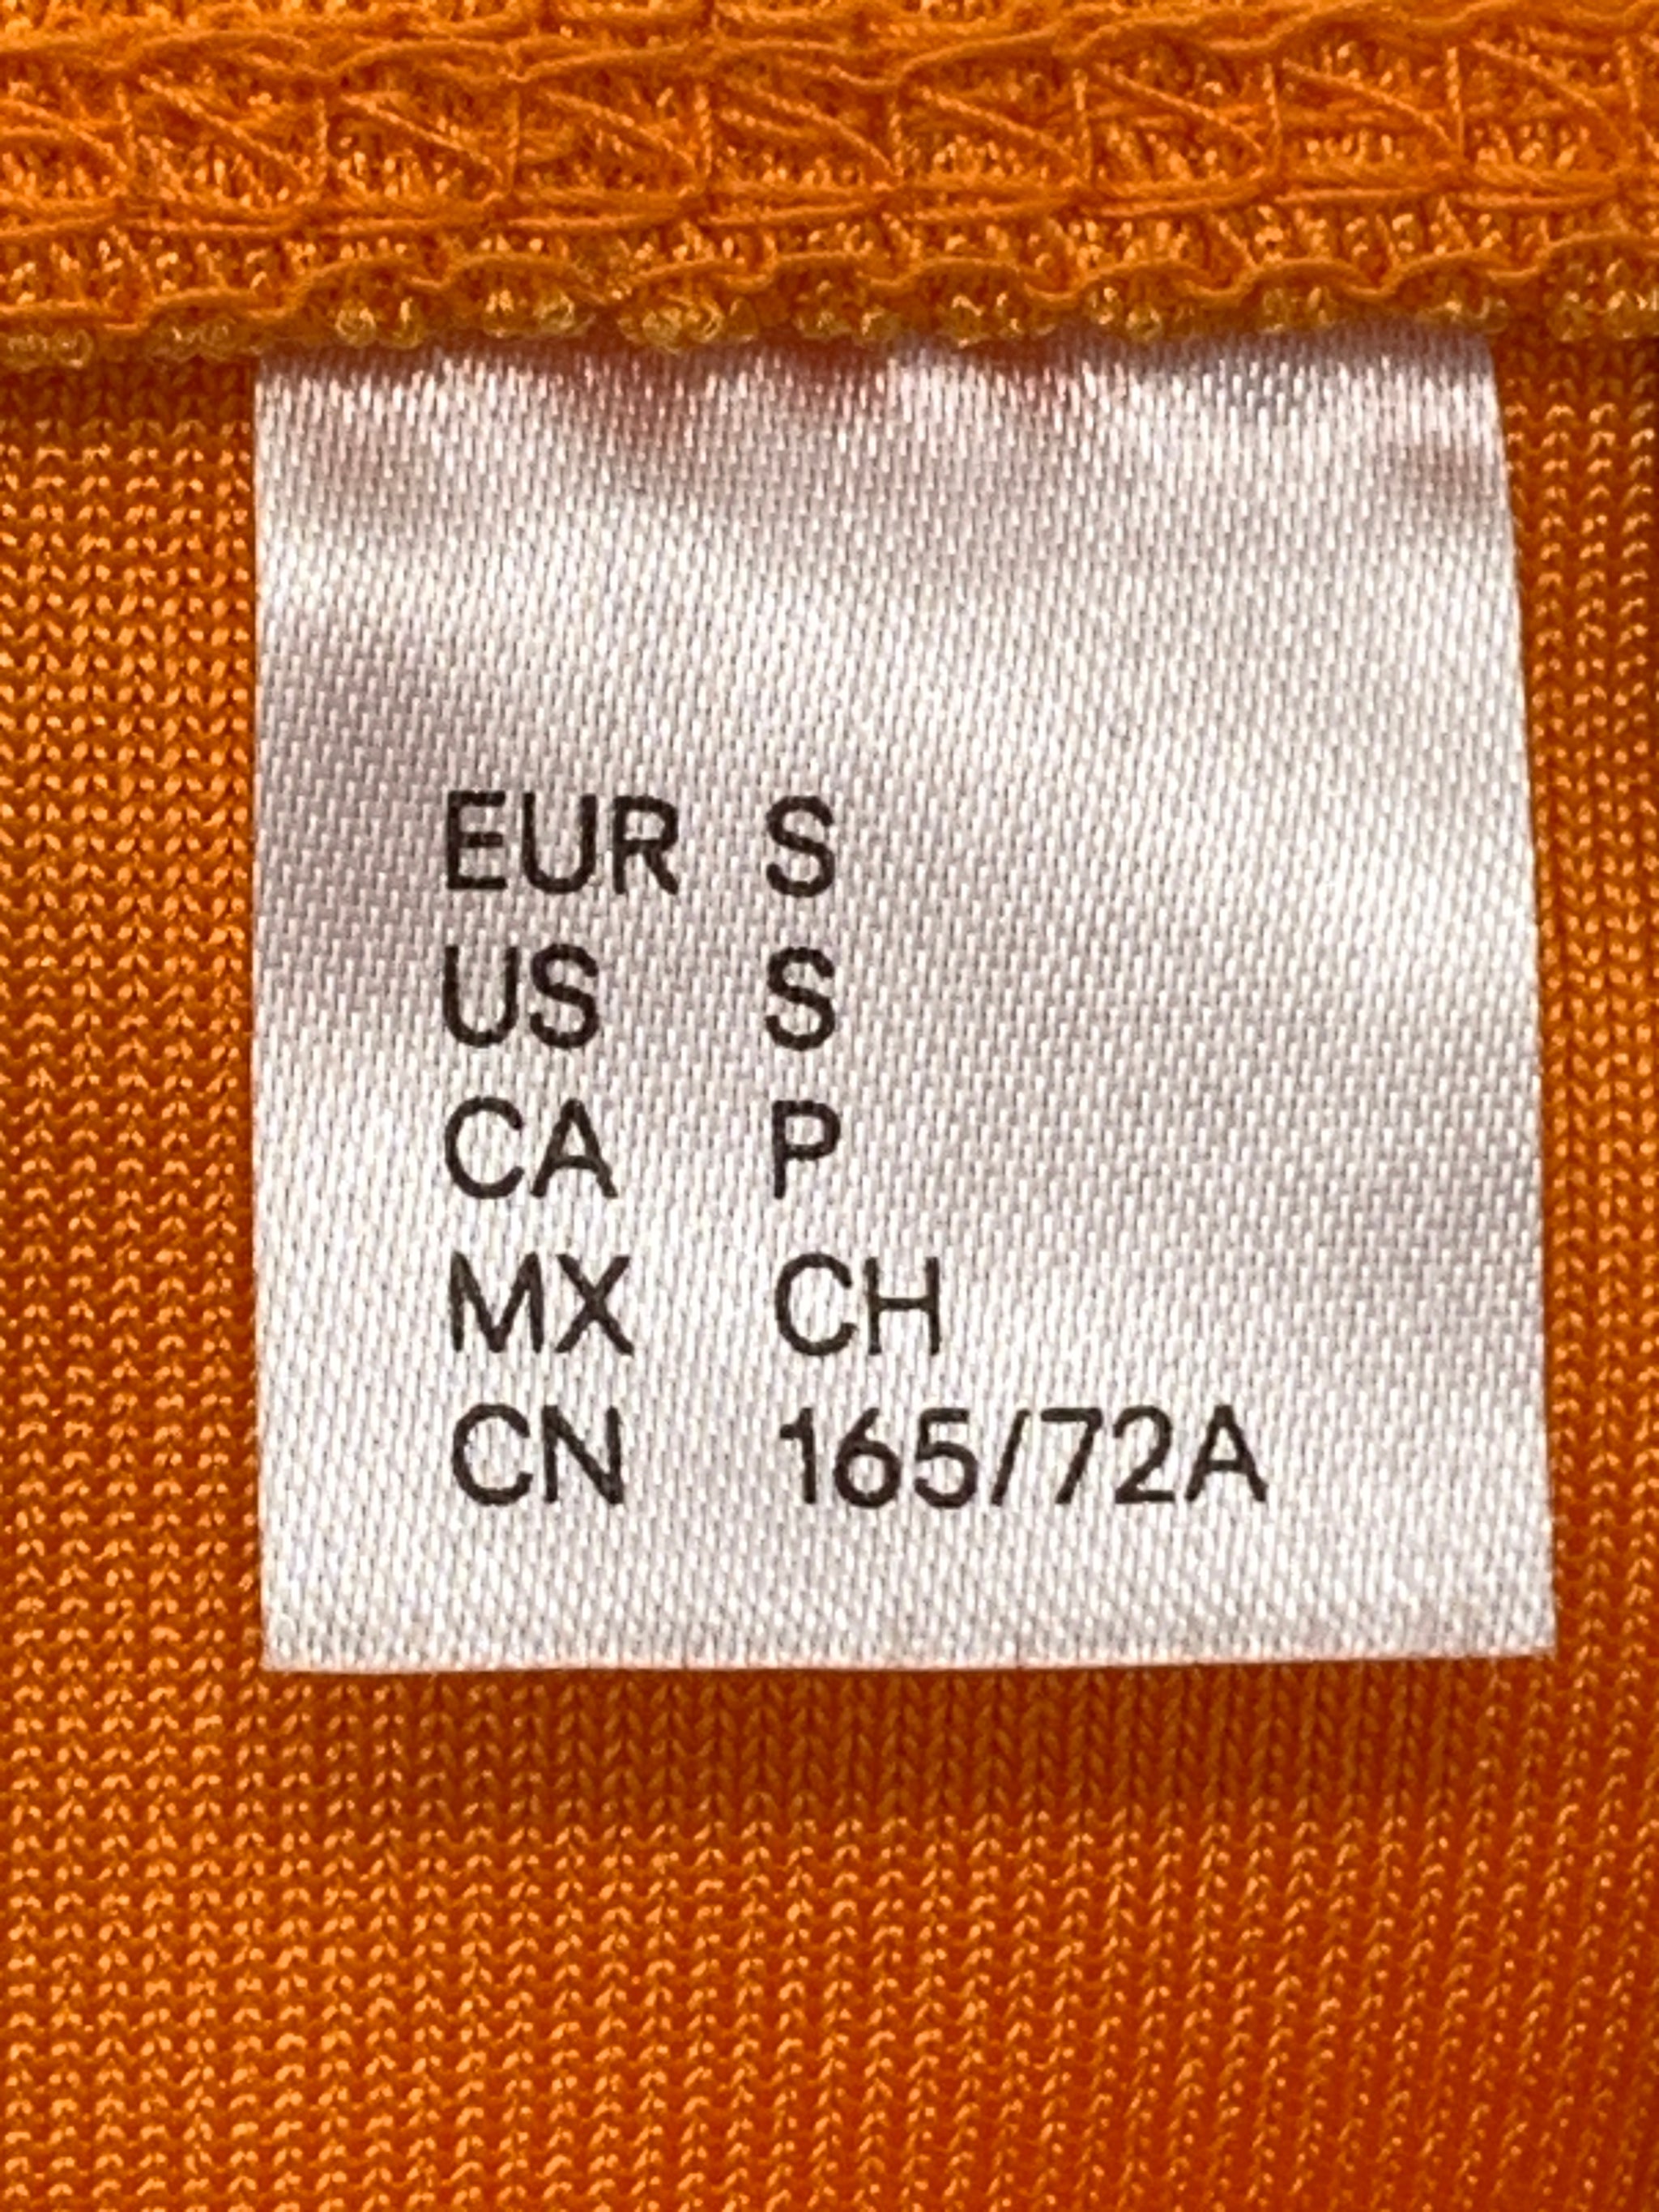 EUR S
US S
CA P
MX CH
CN 165/72A